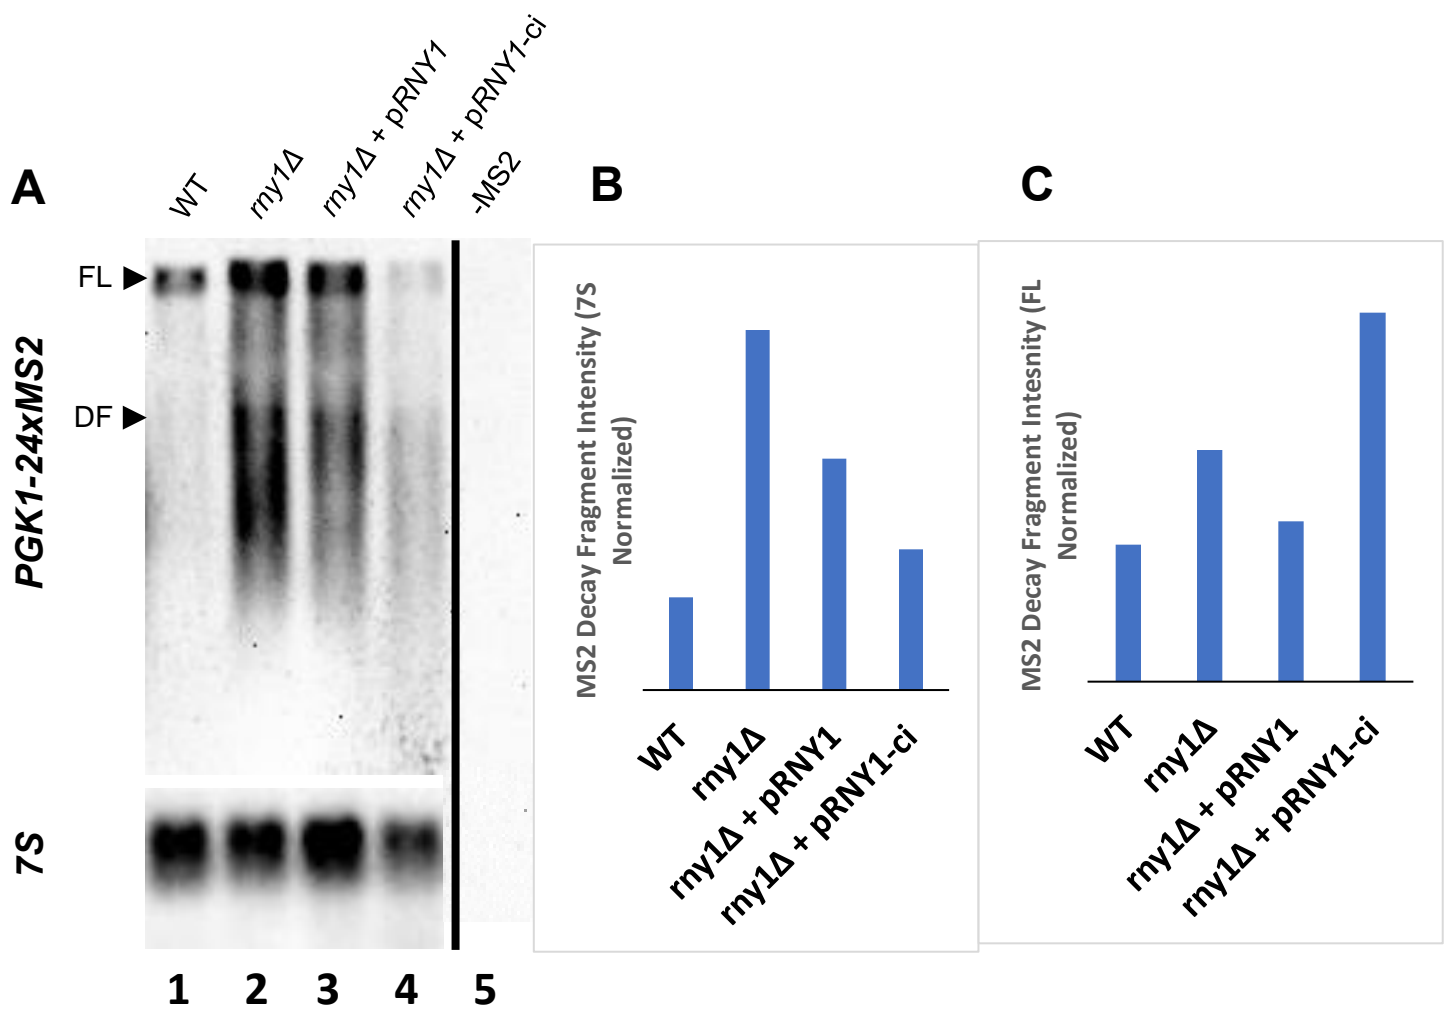 A
WT
rny1Δ
rny1Δ + pRNY1
rny1Δ + pRNY1-ci
-MS2
FL
DF
PGK1-24xMS2
7S
1 2 3 4 5
B
MS2 Decay Fragment Intensity (7S
Normalized)
WT
rny1Δ
rny1Δ + pRNY1
rny1Δ + pRNY1-ci
C
MS2 Decay Fragment Intesnity (FL
Normalized)
WT
rny1Δ
rny1Δ + pRNY1
rny1Δ + pRNY1-ci